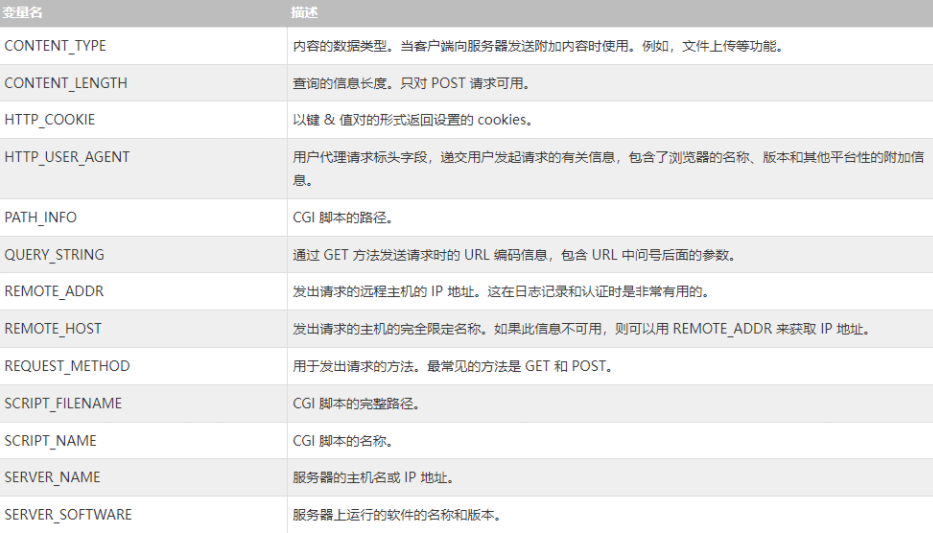 变量名 描述
CONTENT_TYPE 内容的数据类型。当客户端向服务器发送附加内容时使用。例如，文件上传等功能。
CONTENT_LENGTH 查询的信息长度。只对 POST 请求可用。
HTTP_COOKIE 以键 & 值对的形式返回设置的 cookies。
HTTP_USER_AGENT 用户代理请求标头字段，递交用户发起请求的有关信息，包含了浏览器的名称、版本和其他平台性的附加信
息。
PATH_INFO CGI 脚本的路径。
QUERY_STRING 通过 GET 方法发送请求时的 URL 编码信息，包含 URL 中问号后面的参数。
REMOTE_ADDR 发出请求的远程主机的 IP 地址。这在日志记录和认证时是非常有用的。
REMOTE_HOST 发出请求的主机的完全限定名称。如果此信息不可用，则可以用 REMOTE_ADDR 来获取 IP 地址。
REQUEST_METHOD 用于发出请求的方法。最常见的方法是 GET 和 POST。
SCRIPT_FILENAME CGI 脚本的完整路径。
SCRIPT_NAME CGI 脚本的名称。
SERVER_NAME 服务器的主机名或 IP 地址。
SERVER_SOFTWARE 服务器上运行的软件的名称和版本。